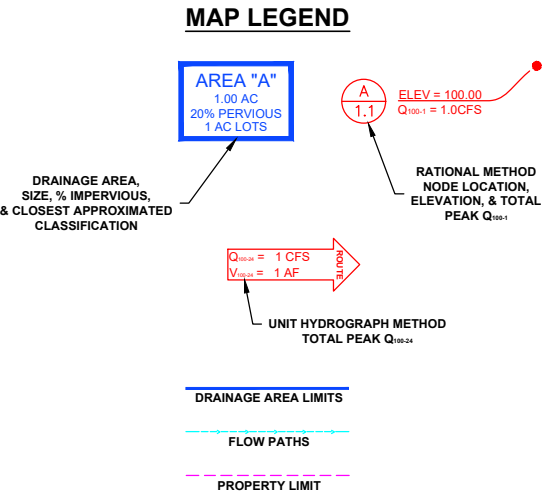 MAP LEGEND
AREA "A"
1.00 AC
20% PERVIOUS
1 AC LOTS
A
1.1
ELEV = 100.00
Q100-1 = 1.0CFS
DRAINAGE AREA,
SIZE, % IMPERVIOUS,
& CLOSEST APPROXIMATED
CLASSIFICATION
RATIONAL METHOD
NODE LOCATION,
ELEVATION, & TOTAL
PEAK Q100-1
Q100-24 = 1 CFS
V100-24 = 1 AF
ROUTE
UNIT HYDROGRAPH METHOD
TOTAL PEAK Q100-24
DRAINAGE AREA LIMITS
FLOW PATHS
PROPERTY LIMIT